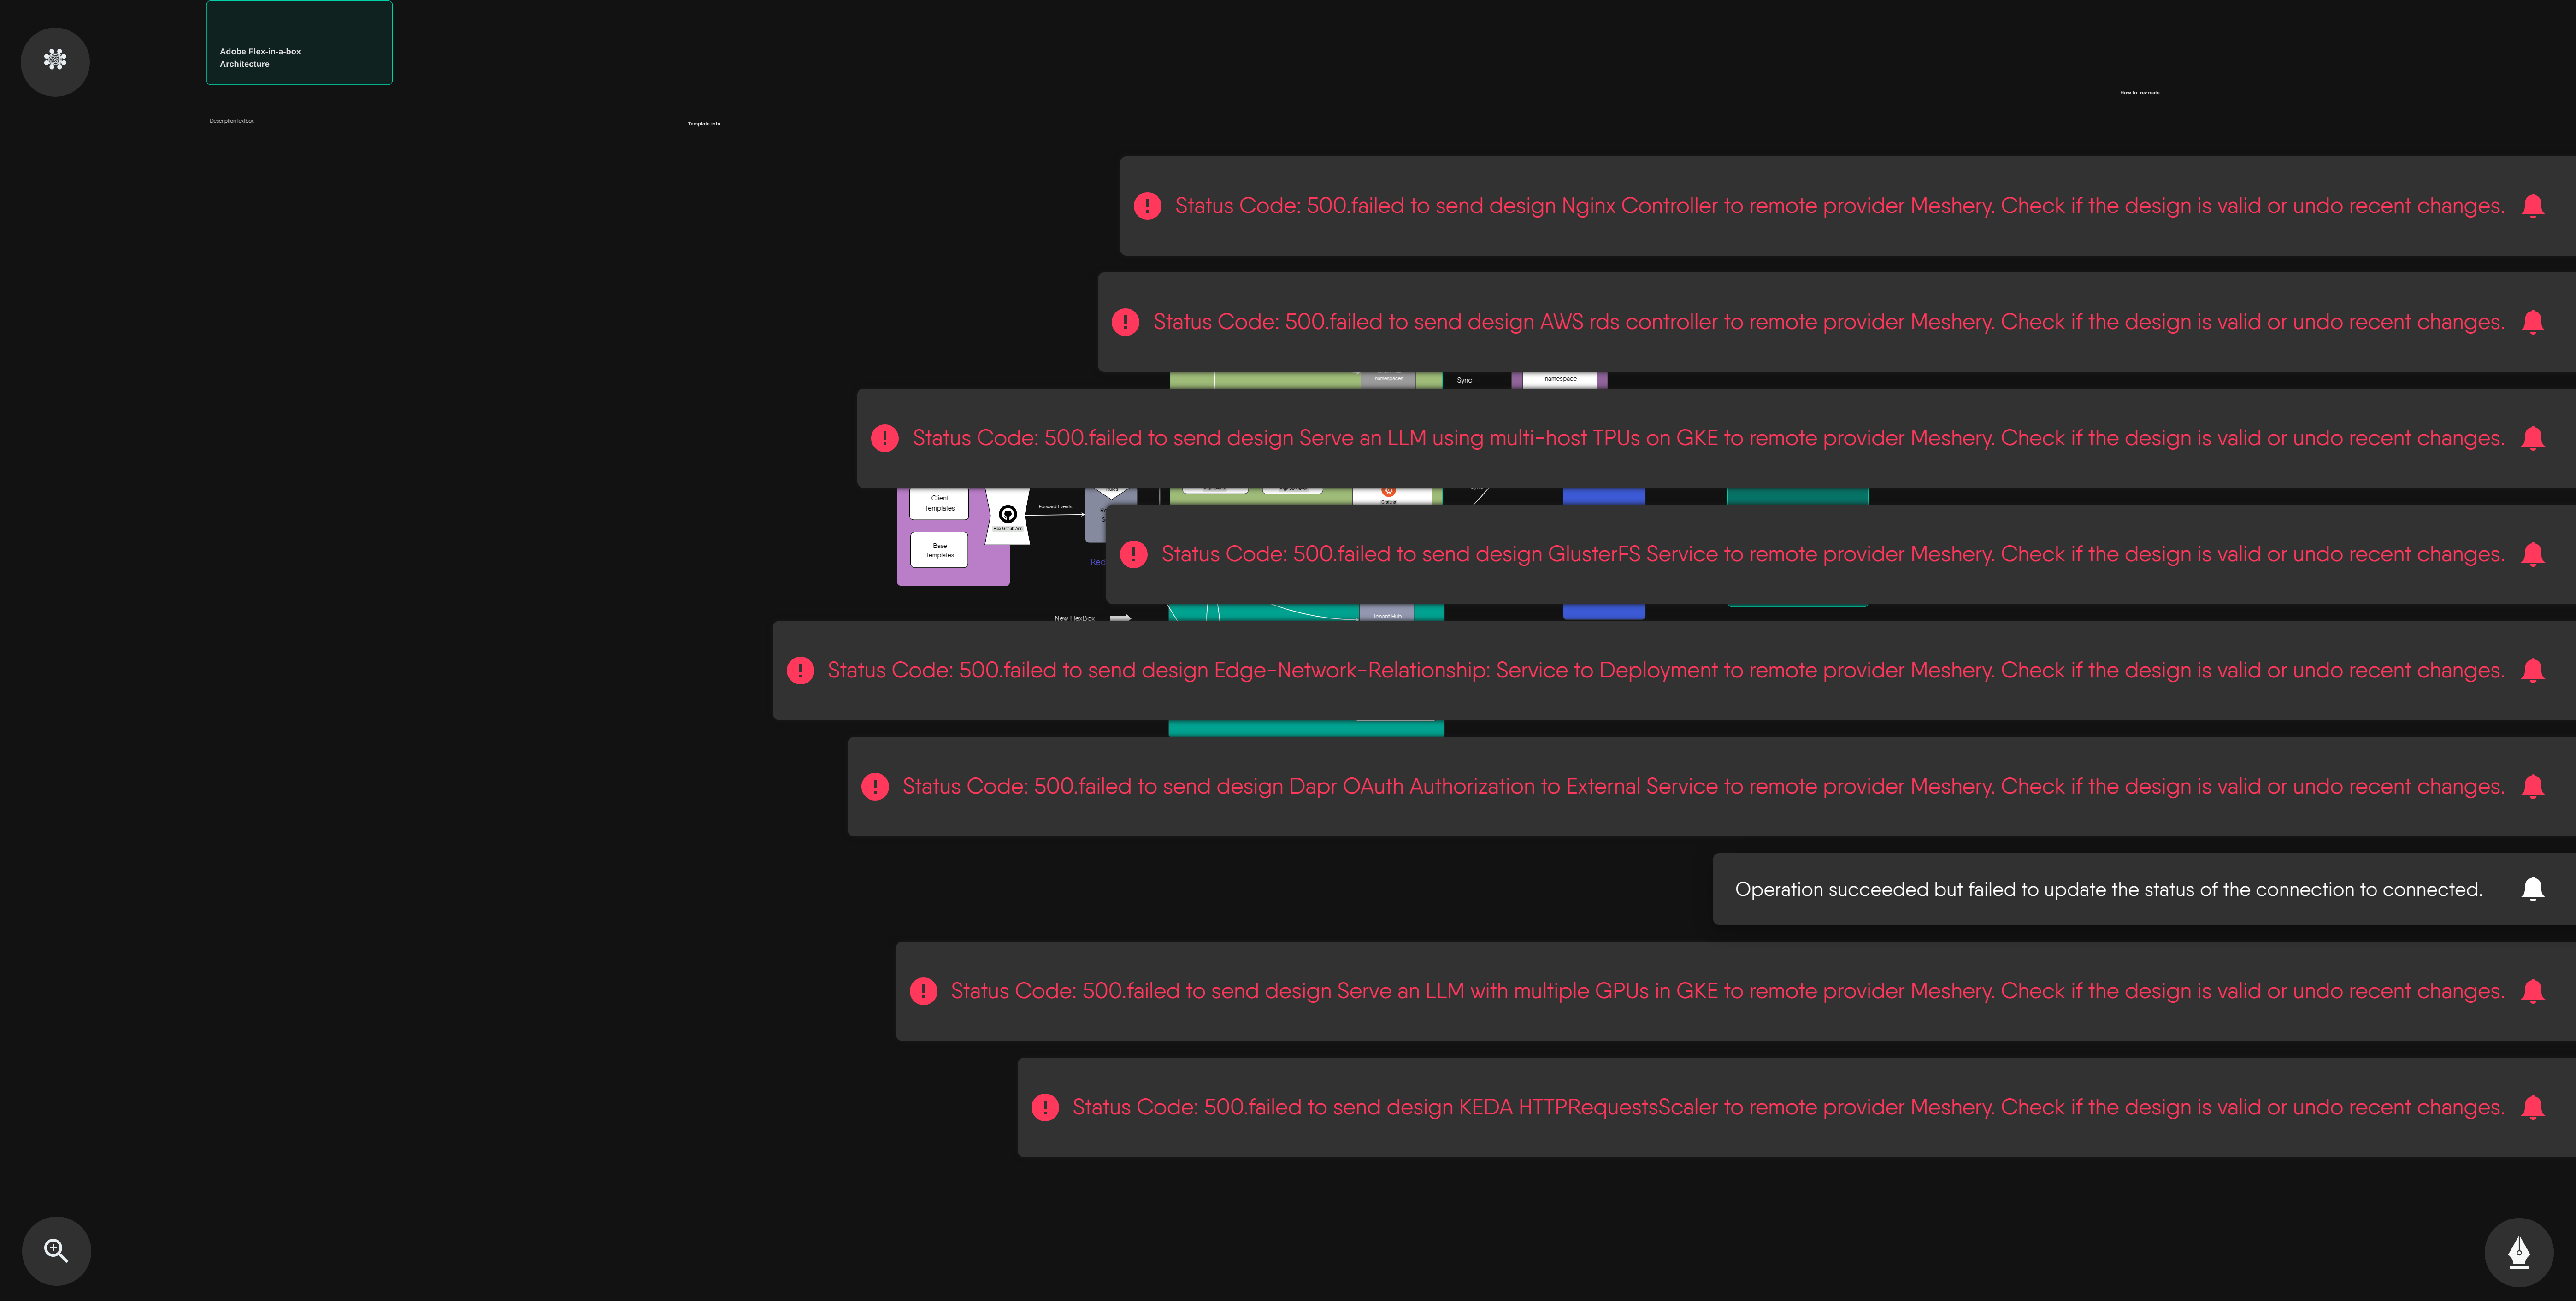 Adobe Flex-in-a-box
Architecture
How to recreate
Description textbox
Template info
Status Code: 500.failed to send design Nginx Controller to remote provider Meshery. Check if the design is valid or undo recent changes.
Status Code: 500.failed to send design AWS rds controller to remote provider Meshery. Check if the design is valid or undo recent changes.
namespaces
Sync
namespace
Status Code: 500.failed to send design Serve an LLM using multi-host TPUs on GKE to remote provider Meshery. Check if the design is valid or undo recent changes.
Client
Templates
Flex Github App
Forward Events
Grafana
Base
Templates
Red
Status Code: 500.failed to send design GlusterFS Service to remote provider Meshery. Check if the design is valid or undo recent changes.
New FlexBox
Tenant Hub
Status Code: 500.failed to send design Edge-Network-Relationship: Service to Deployment to remote provider Meshery. Check if the design is valid or undo recent changes.
Status Code: 500.failed to send design Dapr OAuth Authorization to External Service to remote provider Meshery. Check if the design is valid or undo recent changes.
Operation succeeded but failed to update the status of the connection to connected.
Status Code: 500.failed to send design Serve an LLM with multiple GPUs in GKE to remote provider Meshery. Check if the design is valid or undo recent changes.
Status Code: 500.failed to send design KEDA HTTPRequestsScaler to remote provider Meshery. Check if the design is valid or undo recent changes.